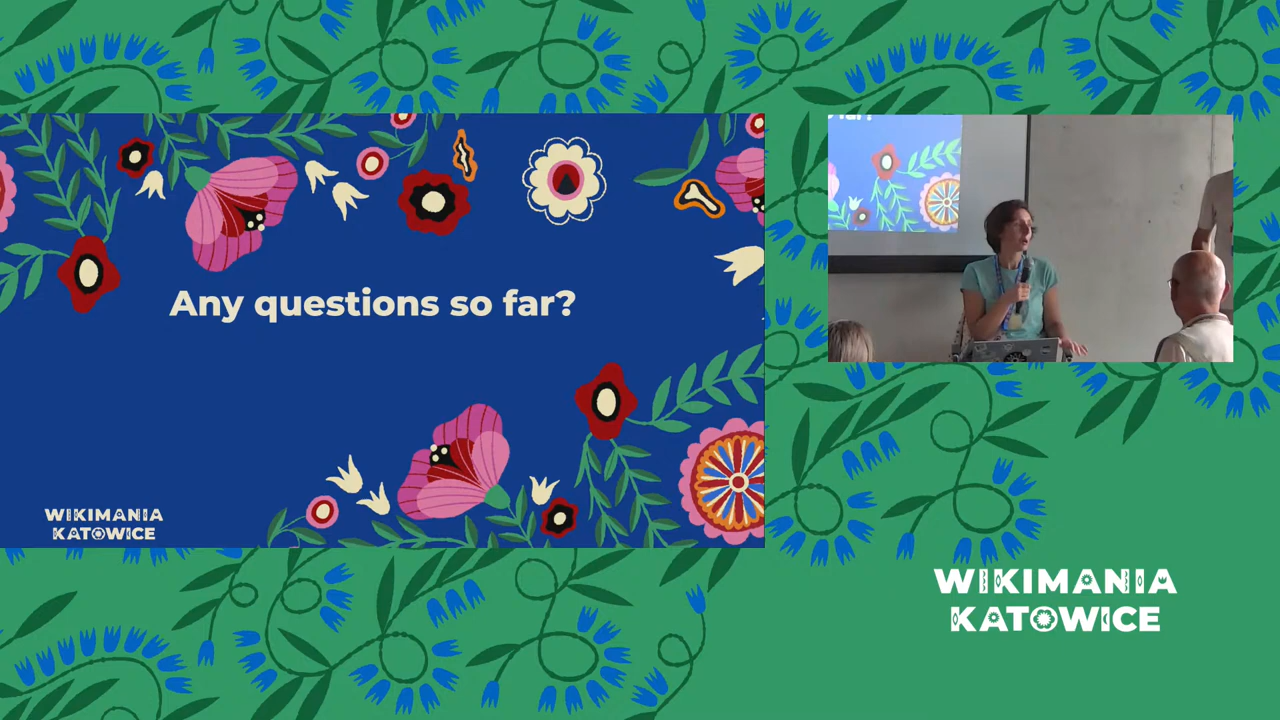 Any questions so far?
WIKIMANIA
KATOWICE
WIKIMANIA
KATOWICE